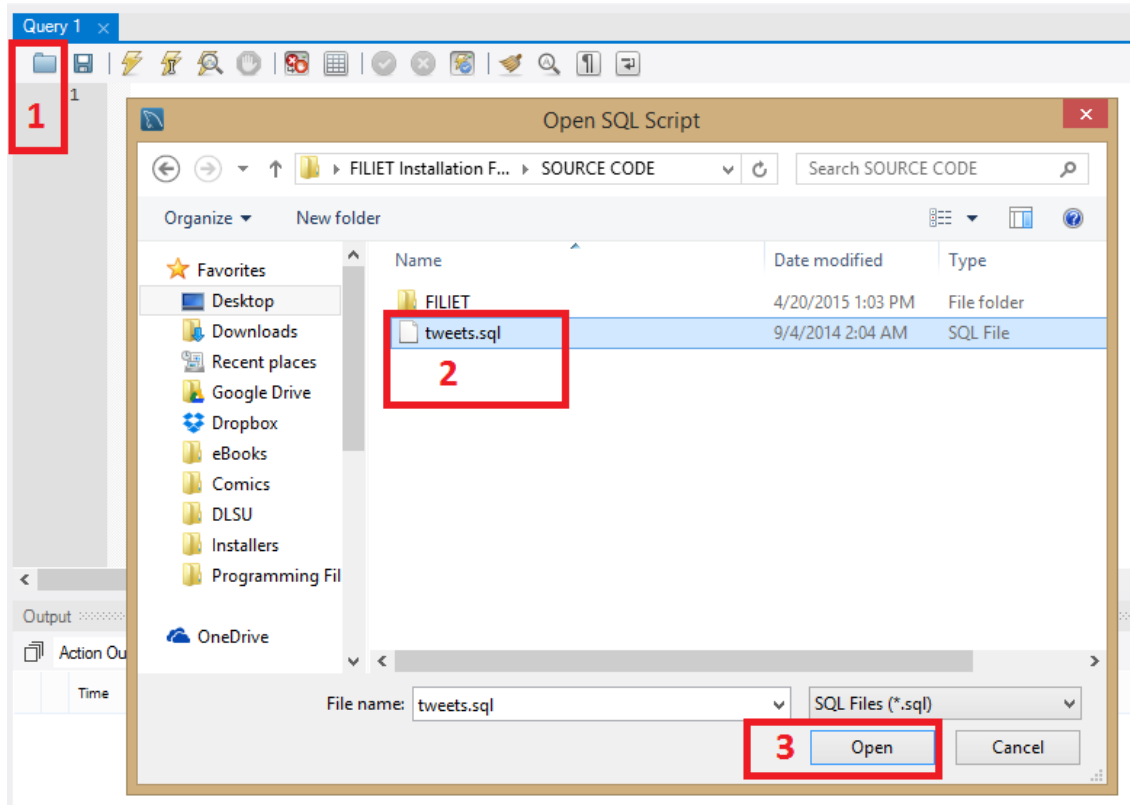 Query 1
1
1
Open SQL Script
FILIET Installation F... SOURCE CODE
Search SOURCE CODE
Organize New folder
Name Date modified Type
Favorites
Desktop
Downloads
Recent places
Google Drive
Dropbox
eBooks
Comics
DLSU
Installers
Programming Fil
OneDrive
FILIET 4/20/2015 1:03 PM File folder
tweets.sql 9/4/2014 2:04 AM SQL File
2
Output
Action Ou
Time
File name: tweets.sql SQL Files (*.sql)
3 Open Cancel